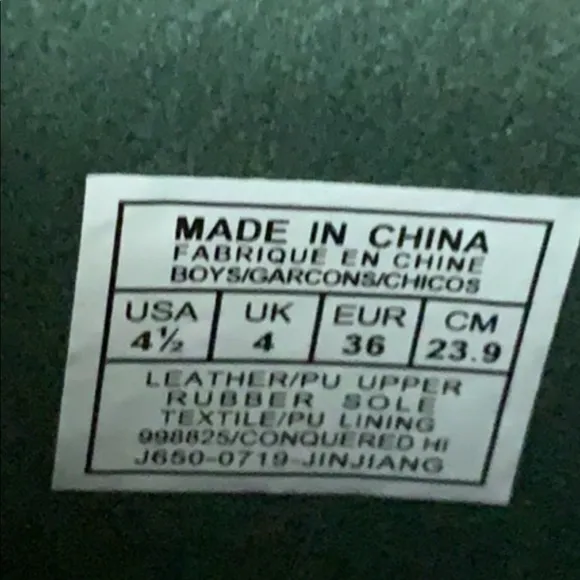 MADE IN CHINA
FABRIQUE EN CHINE
BOYS/GARCONS/CHICOS
USA UK EUR CM
4½ 4 36 23.9
LEATHER/PU UPPER
RUBBER SOLE
TEXTILE/PU LINING
998825/CONQUERED HI
J650-0719-JINJIANG